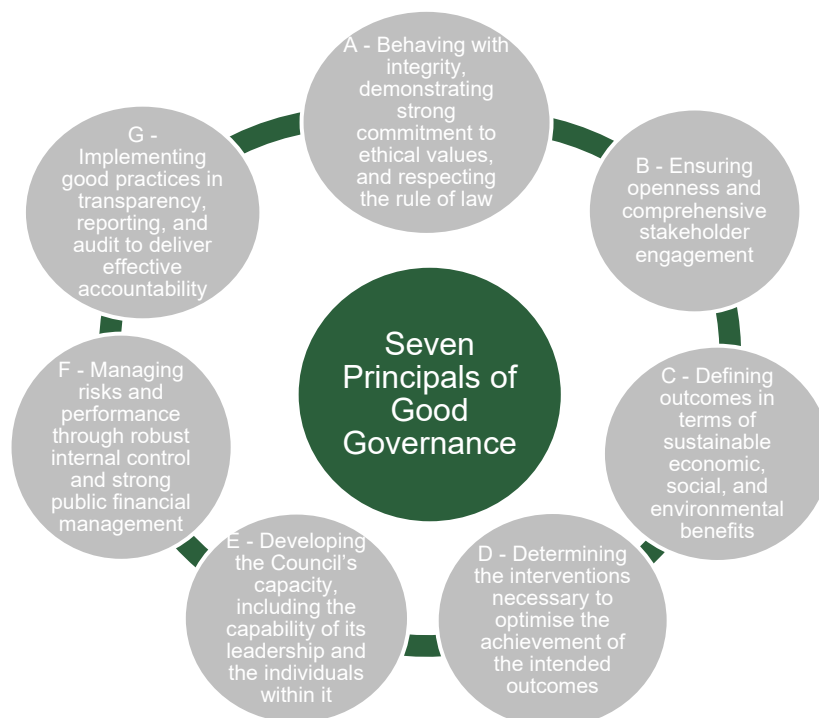 A - Behaving with
integrity,
demonstrating
strong
commitment to
ethical values,
and respecting
the rule of law
B - Ensuring
openness and
comprehensive
stakeholder
engagement
C - Defining
outcomes in
terms of
sustainable
economic,
social, and
environmental
benefits
D - Determining
the interventions
necessary to
optimise the
achievement of
the intended
outcomes
E - Developing
the Council’s
capacity,
including the
capability of its
leadership and
the individuals
within it
F - Managing
risks and
performance
through robust
internal control
and strong
public financial
management
G -
Implementing
good practices in
transparency,
reporting, and
audit to deliver
effective
accountability
Seven
Principals of
Good
Governance